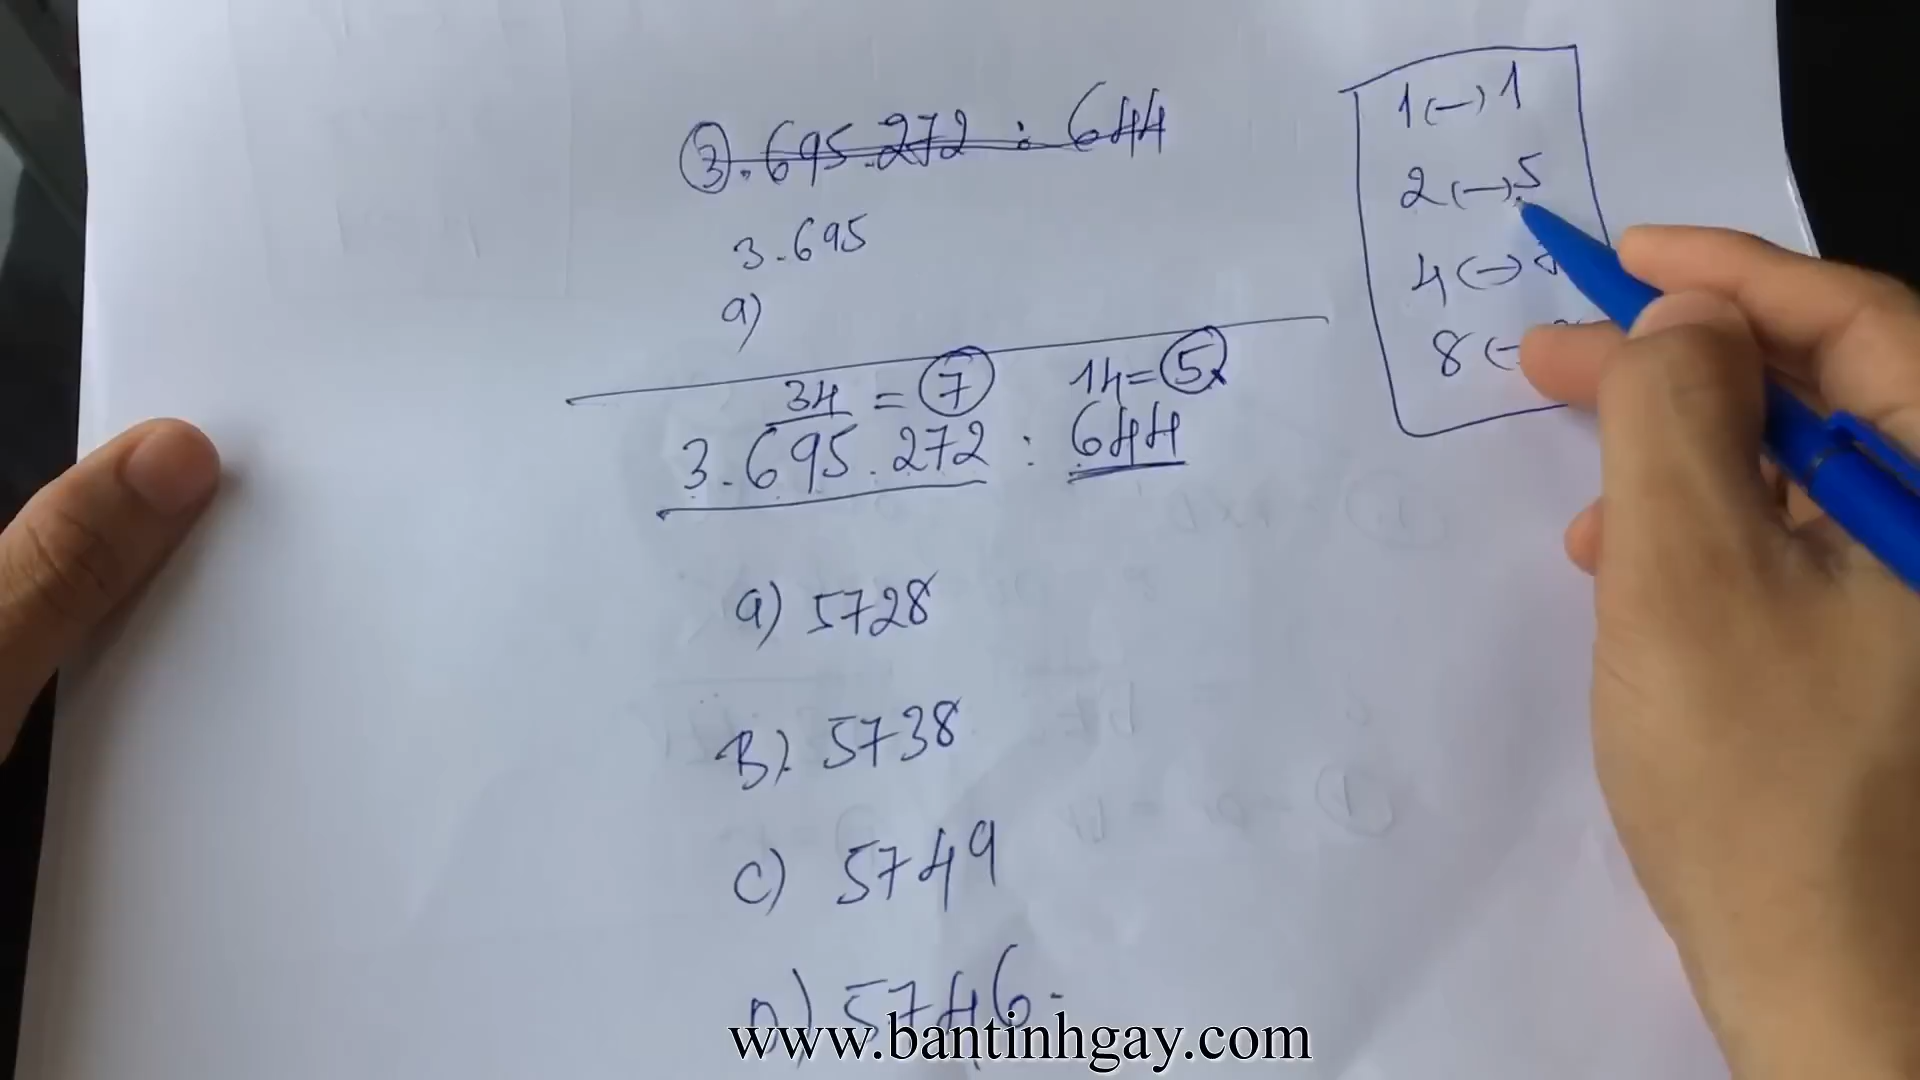 3.695.272 : 644
3.695
a)
34 = 7 14 = 5
3.695.272 : 644
a) 5728
B) 5738
C) 5749
D) 5746
1 (–) 1
2 (–) 5
4 (–)
8 (–
www.bantinhgay.com